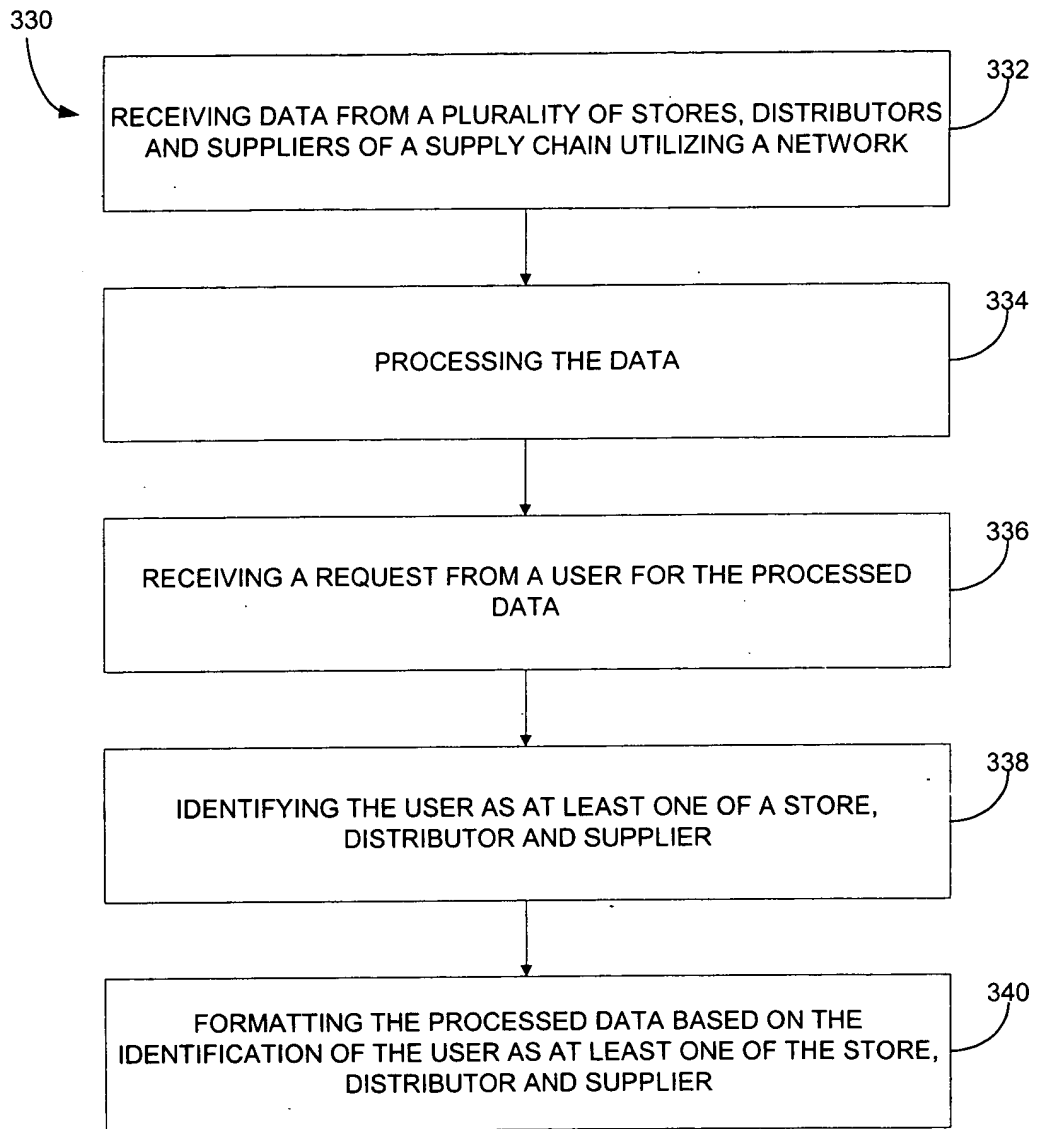 330
332
RECEIVING DATA FROM A PLURALITY OF STORES, DISTRIBUTORS
AND SUPPLIERS OF A SUPPLY CHAIN UTILIZING A NETWORK
334
PROCESSING THE DATA
336
RECEIVING A REQUEST FROM A USER FOR THE PROCESSED
DATA
338
IDENTIFYING THE USER AS AT LEAST ONE OF A STORE,
DISTRIBUTOR AND SUPPLIER
340
FORMATTING THE PROCESSED DATA BASED ON THE
IDENTIFICATION OF THE USER AS AT LEAST ONE OF THE STORE,
DISTRIBUTOR AND SUPPLIER